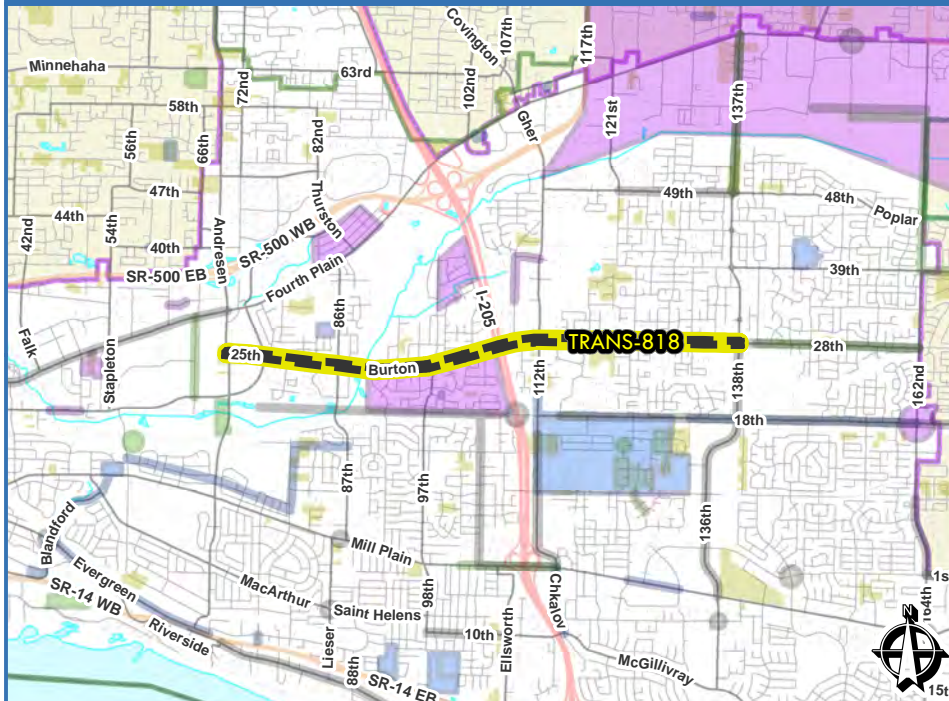 Minnehaha
72nd
63rd
Covington
107th
102nd
117th
137th
58th
56th
66th
82nd
Gher
121st
47th
Thurston
49th
48th
Poplar
42nd
44th
54th
40th
Andresen
SR-500 WB
SR-500 EB
Fourth Plain
39th
Falk
Stapleton
86th
I-205
25th
Burton
TRANS-818
28th
112th
138th
162nd
18th
87th
97th
136th
Blandford
Mill Plain
Evergreen
MacArthur
98th
Chkalov
1s
SR-14 WB
Riverside
Saint Helens
10th
Ellsworth
164th
Lieser
88th
McGillivray
SR-14 EB
N
15t